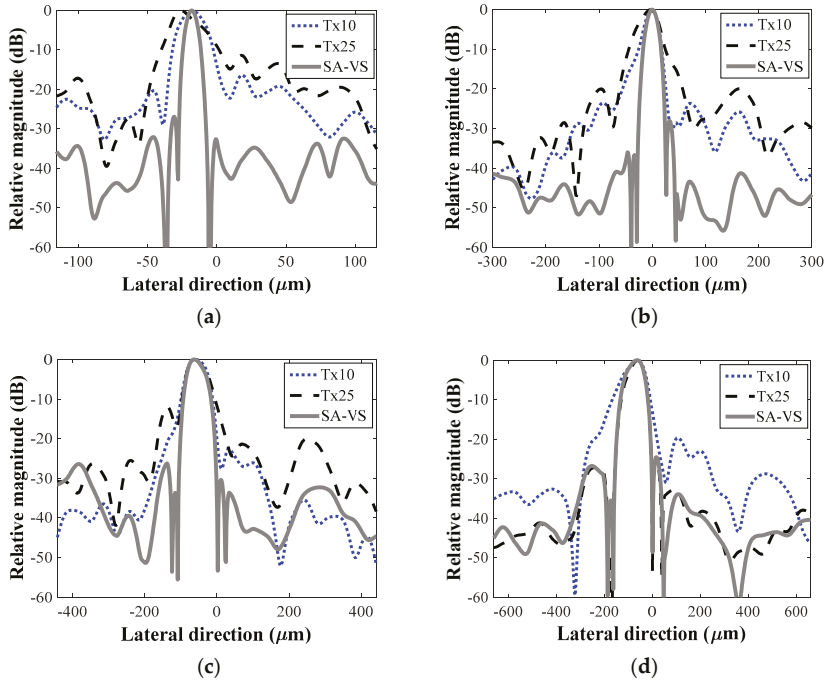 0
-10
-20
-30
-40
-50
-60
Relative magnitude (dB)
Tx10
Tx25
SA-VS
-100 -50 0 50 100
Lateral direction (μm)
(a)
0
-10
-20
-30
-40
-50
-60
Relative magnitude (dB)
Tx10
Tx25
SA-VS
-300 -200 -100 0 100 200 300
Lateral direction (μm)
(b)
0
-10
-20
-30
-40
-50
-60
Relative magnitude (dB)
Tx10
Tx25
SA-VS
-400 -200 0 200 400
Lateral direction (μm)
(c)
0
-10
-20
-30
-40
-50
-60
Relative magnitude (dB)
Tx10
Tx25
SA-VS
-600 -400 -200 0 200 400 600
Lateral direction (μm)
(d)